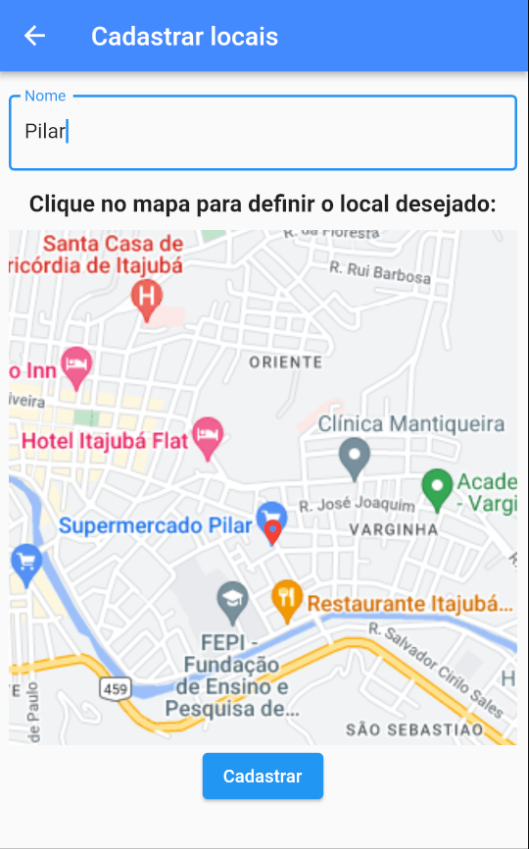 Cadastrar locais
Nome
Pilar
Clique no mapa para definir o local desejado:
R. da Floresta
Santa Casa de
ricórdia de Itajubá
R. Rui Barbosa
H
ORIENTE
o Inn
iveira
Clínica Mantiqueira
Hotel Itajubá Flat
Acade
- Vargi
R. José Joaquim
Supermercado Pilar
VARGINHA
Restaurante Itajubá...
FEPI -
Fundação
de Ensino e
Pesquisa de...
R. Salvador Cirilo Sales
H
E
459
de Paulo
SÃO SEBASTIAO
Cadastrar